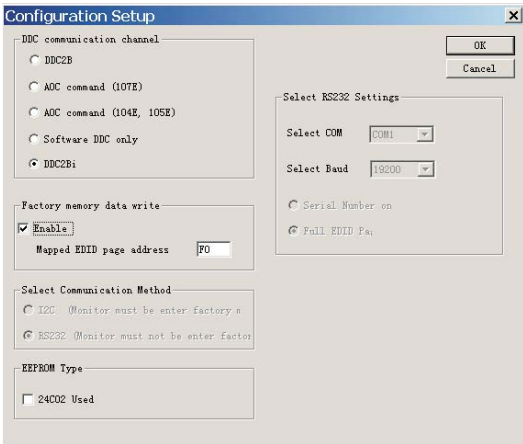 Configuration Setup
DDC communication channel
DDC2B
AOC command (107E)
AOC command (104E, 105E)
Software DDC only
DDC2Bi
Factory memory data write
Enable
Mapped EDID page address F0
Select Communication Method
I2C (Monitor must be enter factory m
RS232 (Monitor must not be enter factor
EEPROM Type
24C02 Used
OK
Cancel
Select RS232 Settings
Select COM COM1
Select Baud 19200
Serial Number on
Full EDID Pa;